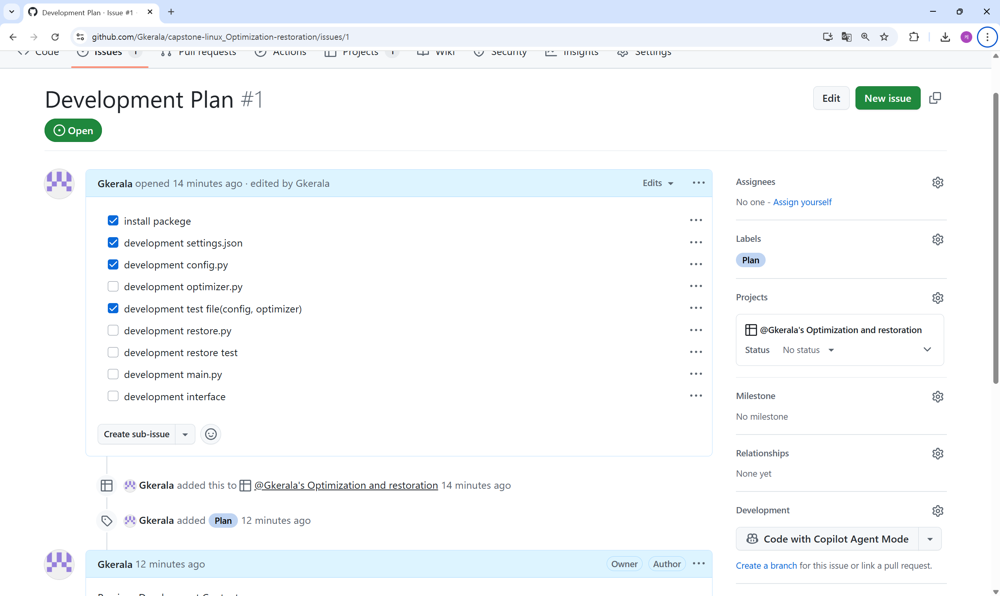 Development Plan · Issue #1 ·
github.com/Gkerala/capstone-linux_Optimization-restoration/issues/1
케
Code Issues 1 Pull requests Actions Projects 1 Wiki Security Insights Settings
Development Plan #1
Edit New issue
Open
Gkerala opened 14 minutes ago · edited by Gkerala
Edits
install packege
development settings.json
development config.py
development optimizer.py
development test file(config, optimizer)
development restore.py
development restore test
development main.py
development interface
Create sub-issue
Gkerala added this to @Gkerala's Optimization and restoration 14 minutes ago
Gkerala added Plan 12 minutes ago
Gkerala 12 minutes ago
Owner Author
Assignees
No one - Assign yourself
Labels
Plan
Projects
@Gkerala's Optimization and restoration
Status No status
Milestone
No milestone
Relationships
None yet
Development
Code with Copilot Agent Mode
Create a branch for this issue or link a pull request.